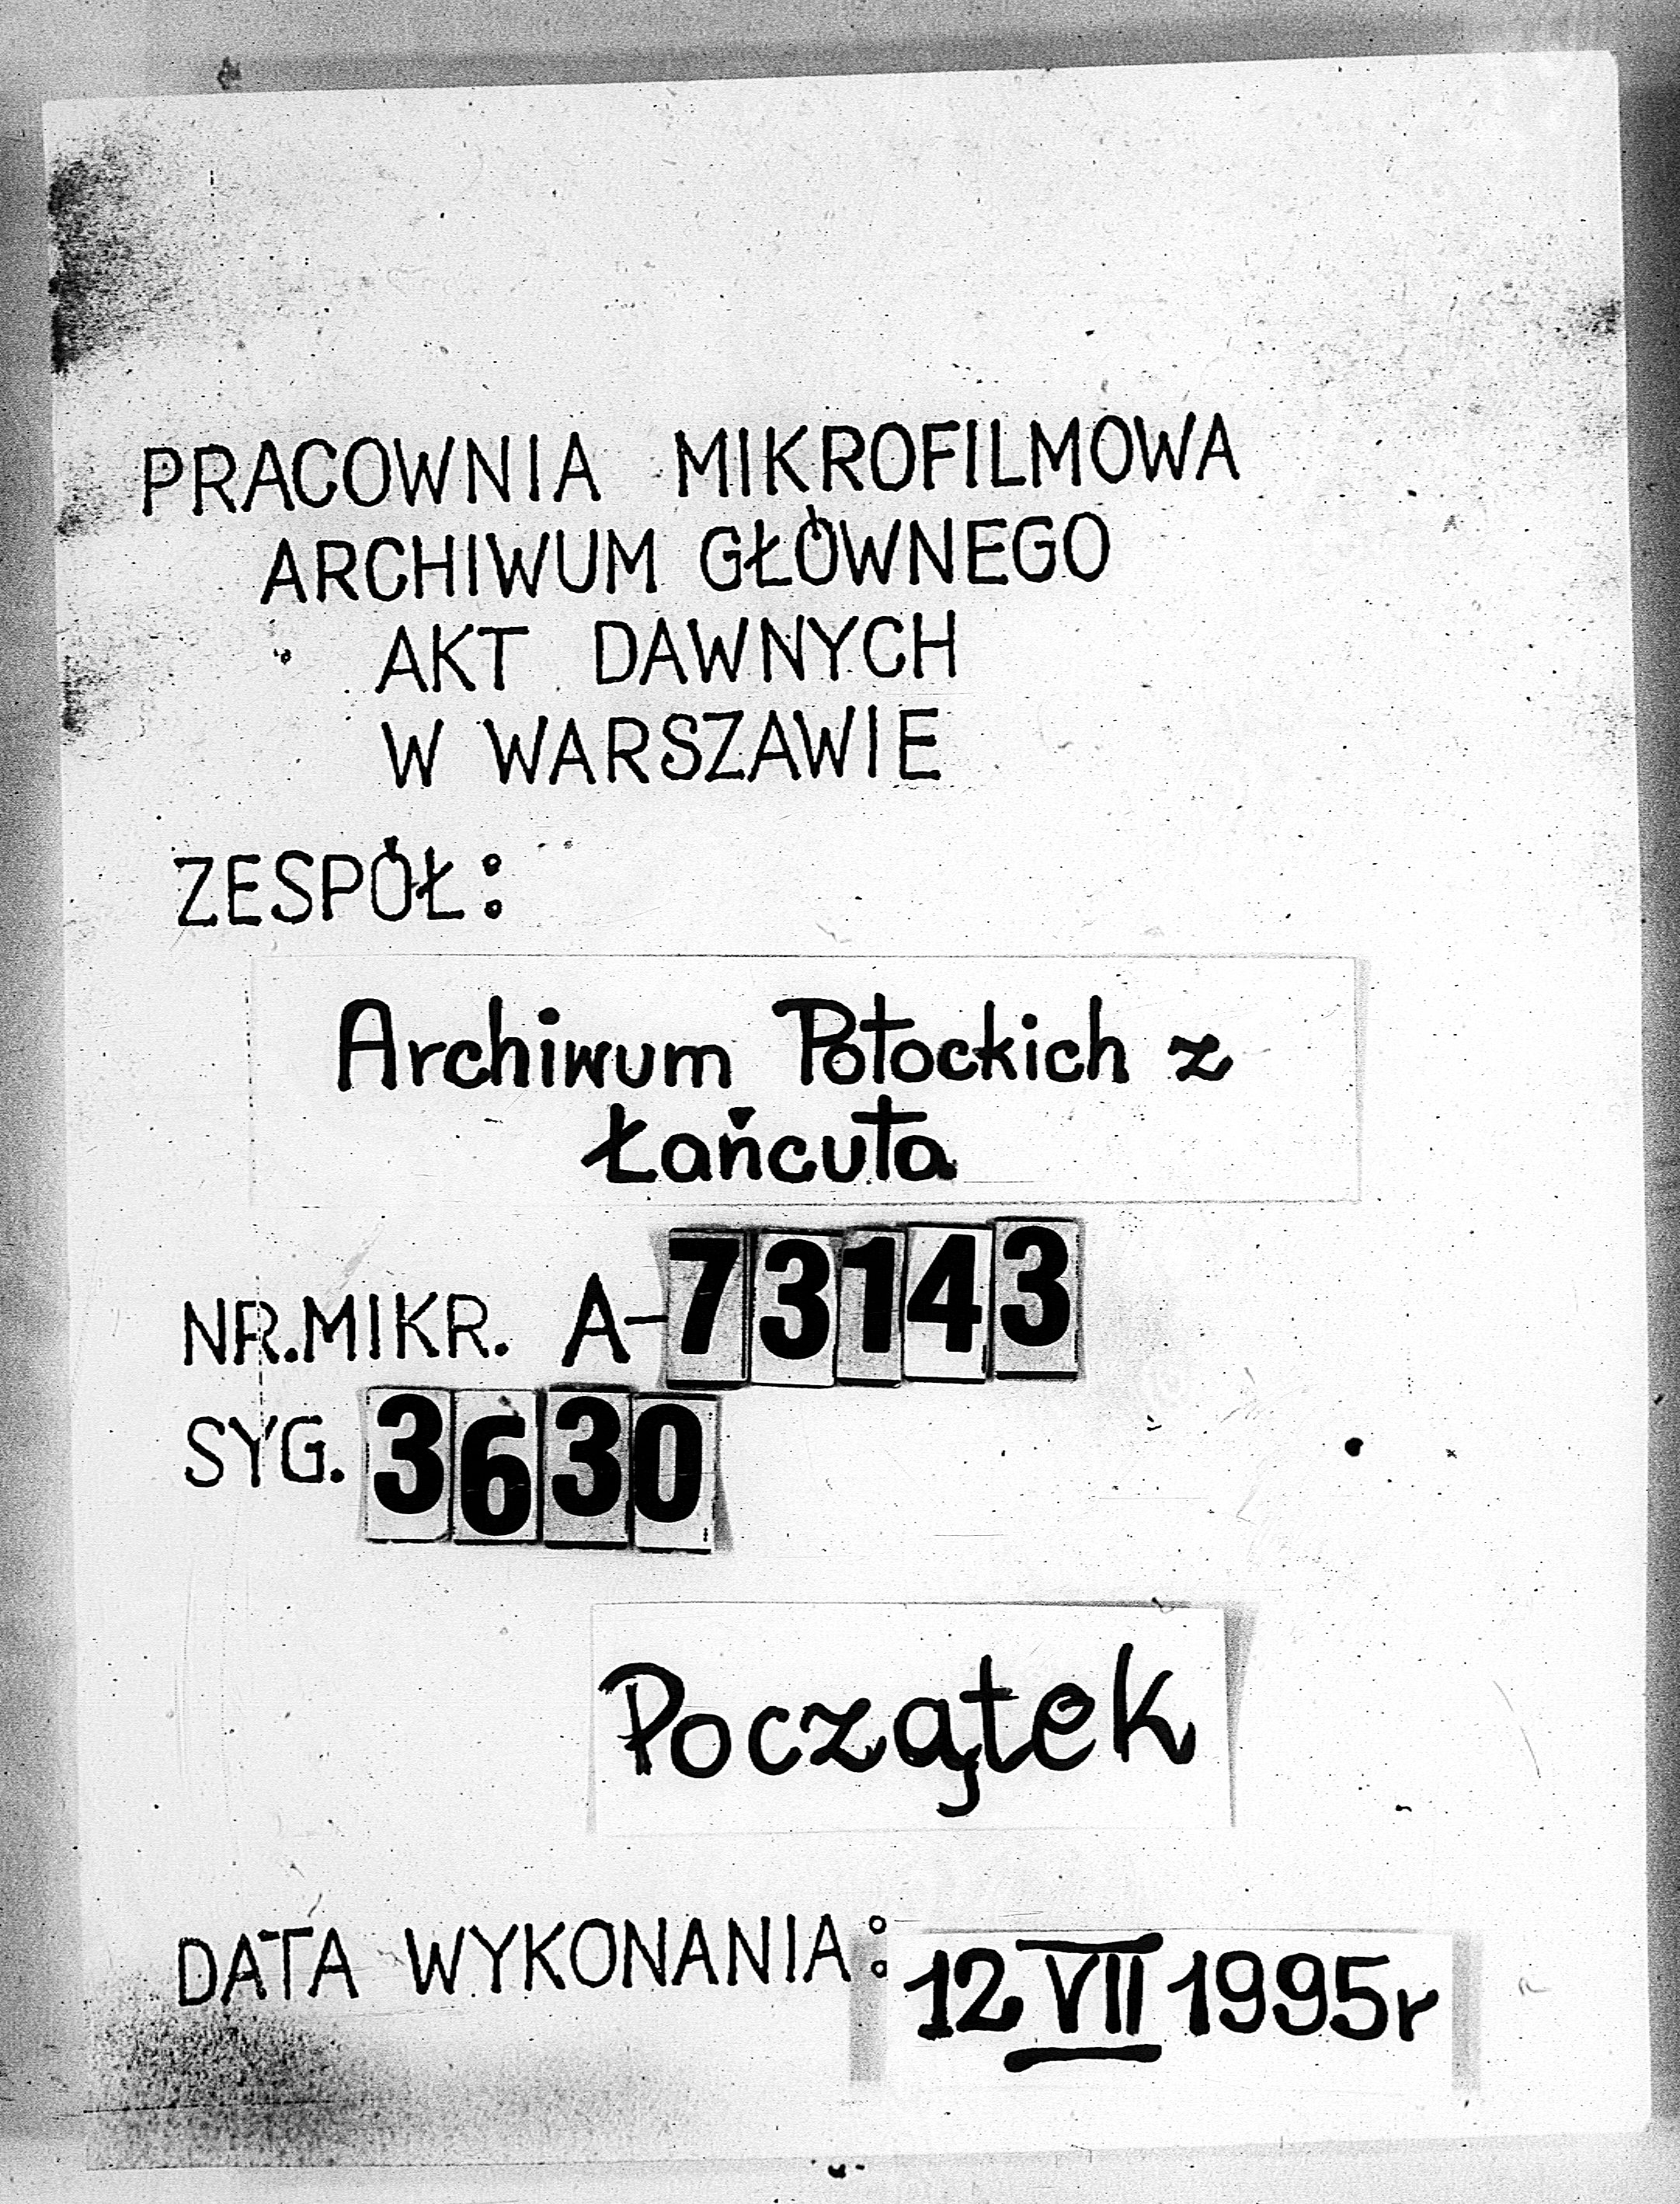 PRACOWNIA MIKROFILMOWA
ARCHIWUM GŁÓWNEGO
AKT DAWNYCH
W WARSZAWIE
ZESPÓŁ:
Archiwum Potockich z
Łańcuta
NR. MIKR. A-73143
SYG. 3630
Początek
DATA WYKONANIA: 12 VII 1995r